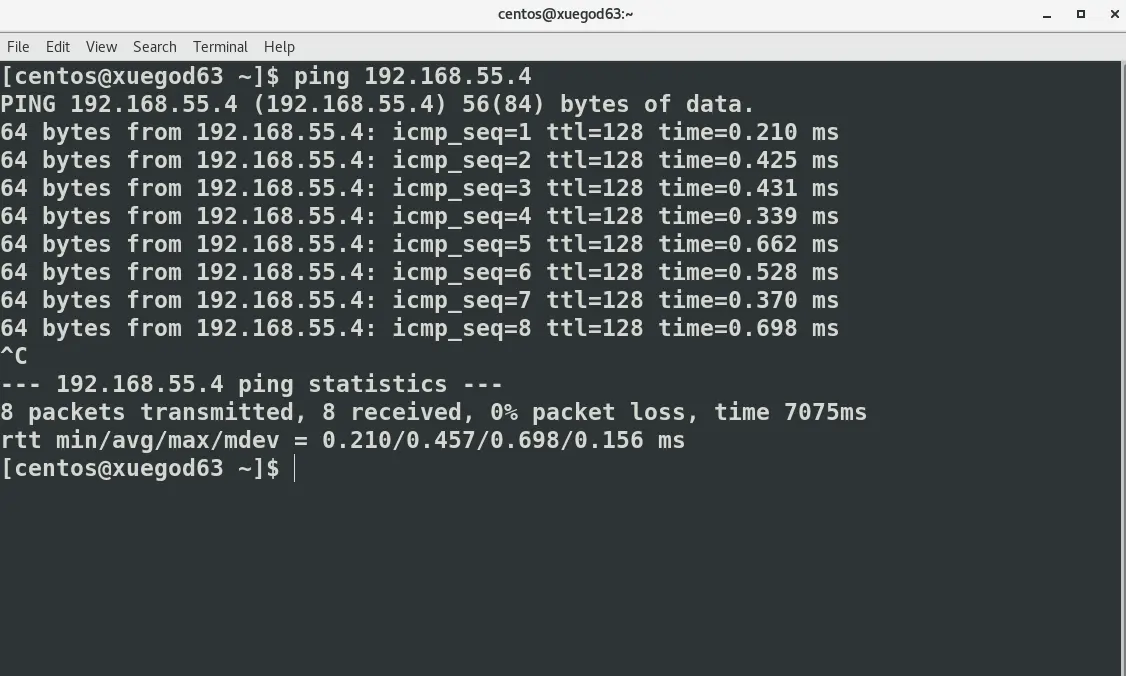 centos@xuegod63:~
File Edit View Search Terminal Help
[centos@xuegod63 ~]$ ping 192.168.55.4
PING 192.168.55.4 (192.168.55.4) 56(84) bytes of data.
64 bytes from 192.168.55.4: icmp_seq=1 ttl=128 time=0.210 ms
64 bytes from 192.168.55.4: icmp_seq=2 ttl=128 time=0.425 ms
64 bytes from 192.168.55.4: icmp_seq=3 ttl=128 time=0.431 ms
64 bytes from 192.168.55.4: icmp_seq=4 ttl=128 time=0.339 ms
64 bytes from 192.168.55.4: icmp_seq=5 ttl=128 time=0.662 ms
64 bytes from 192.168.55.4: icmp_seq=6 ttl=128 time=0.528 ms
64 bytes from 192.168.55.4: icmp_seq=7 ttl=128 time=0.370 ms
64 bytes from 192.168.55.4: icmp_seq=8 ttl=128 time=0.698 ms
^C
--- 192.168.55.4 ping statistics ---
8 packets transmitted, 8 received, 0% packet loss, time 7075ms
rtt min/avg/max/mdev = 0.210/0.457/0.698/0.156 ms
[centos@xuegod63 ~]$